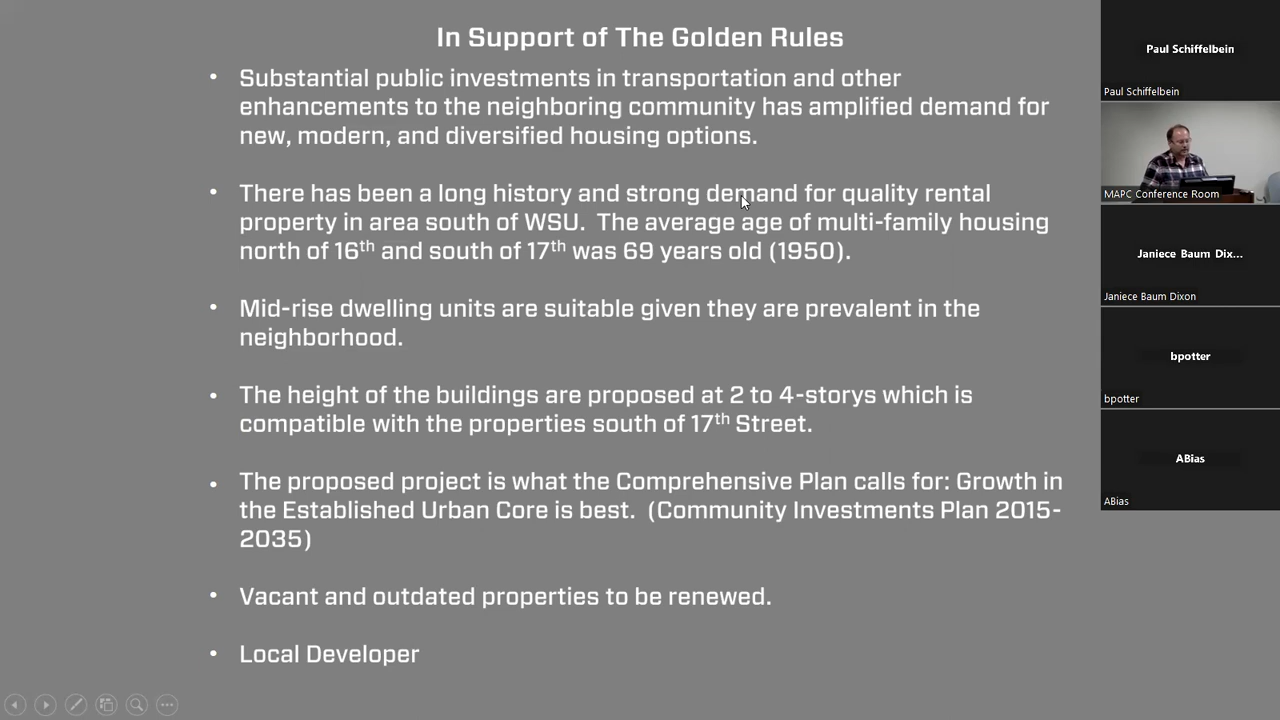 In Support of The Golden Rules
• Substantial public investments in transportation and other
enhancements to the neighboring community has amplified demand for
new, modern, and diversified housing options.
• There has been a long history and strong demand for quality rental
property in area south of WSU. The average age of multi-family housing
north of 16th and south of 17th was 69 years old (1950).
• Mid-rise dwelling units are suitable given they are prevalent in the
neighborhood.
• The height of the buildings are proposed at 2 to 4-storys which is
compatible with the properties south of 17th Street.
• The proposed project is what the Comprehensive Plan calls for: Growth in
the Established Urban Core is best. (Community Investments Plan 2015-
2035)
• Vacant and outdated properties to be renewed.
• Local Developer
Paul Schiffelbein
Paul Schiffelbein
MAPC Conference Room
Janiece Baum Dix...
Janiece Baum Dixon
bpotter
bpotter
ABias
ABias